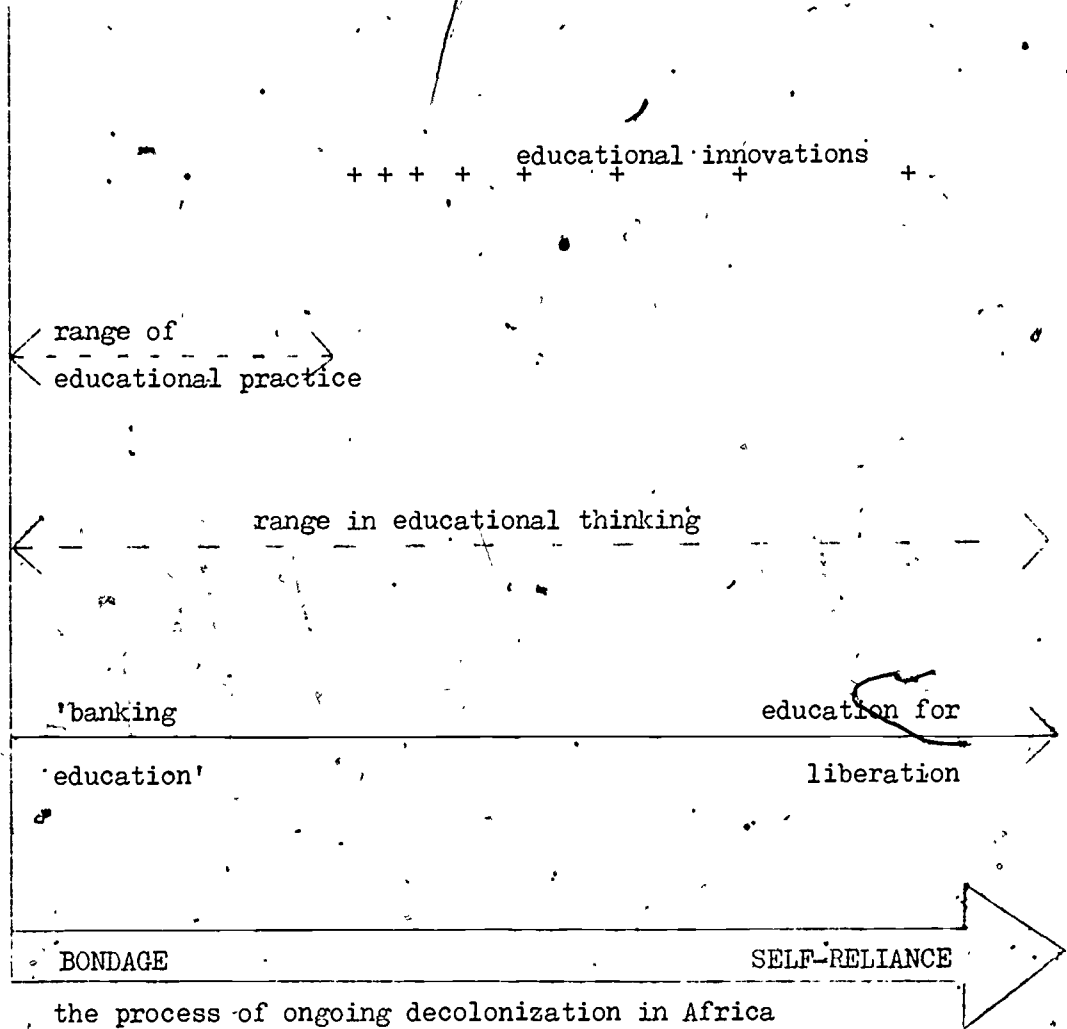 educational innovations
+ + + + + + + +
range of
educational practice
range in educational thinking
'banking education for
education' liberation
BONDAGE SELF-RELIANCE
the process of ongoing decolonization in Africa